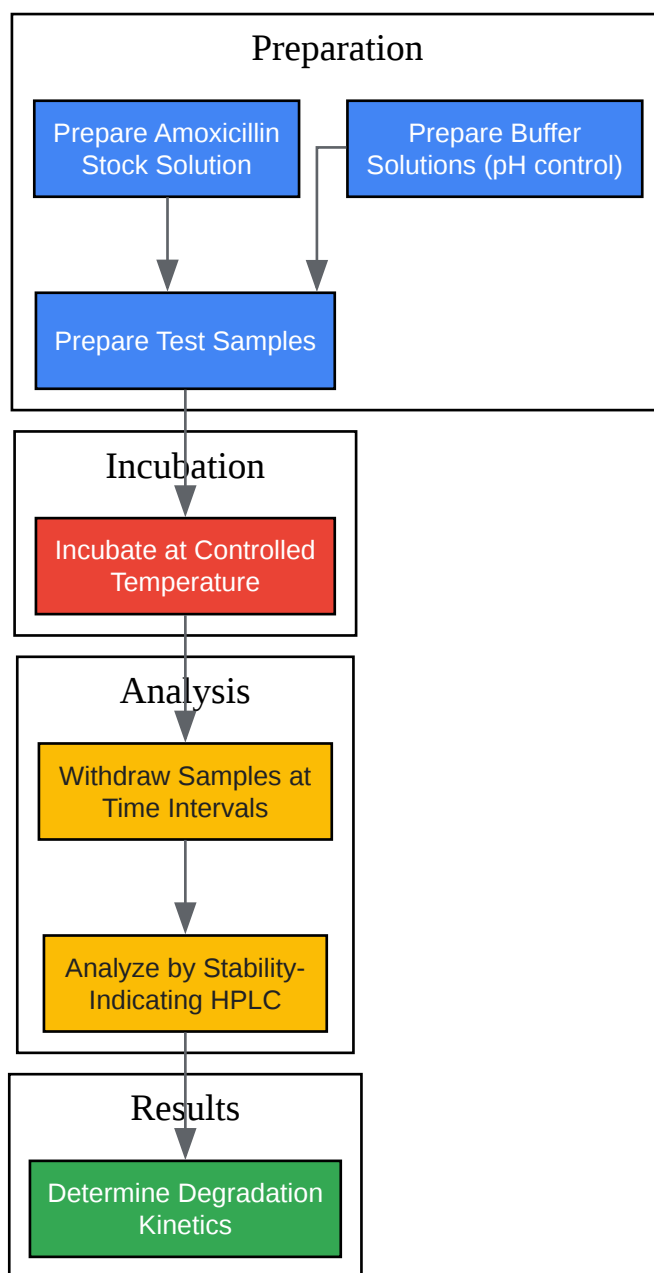 Preparation
Prepare Amoxicillin
Stock Solution
Prepare Buffer
Solutions (pH control)
Prepare Test Samples
Incubation
Incubate at Controlled
Temperature
Analysis
Withdraw Samples at
Time Intervals
Analyze by Stability-
Indicating HPLC
Results
Determine Degradation
Kinetics